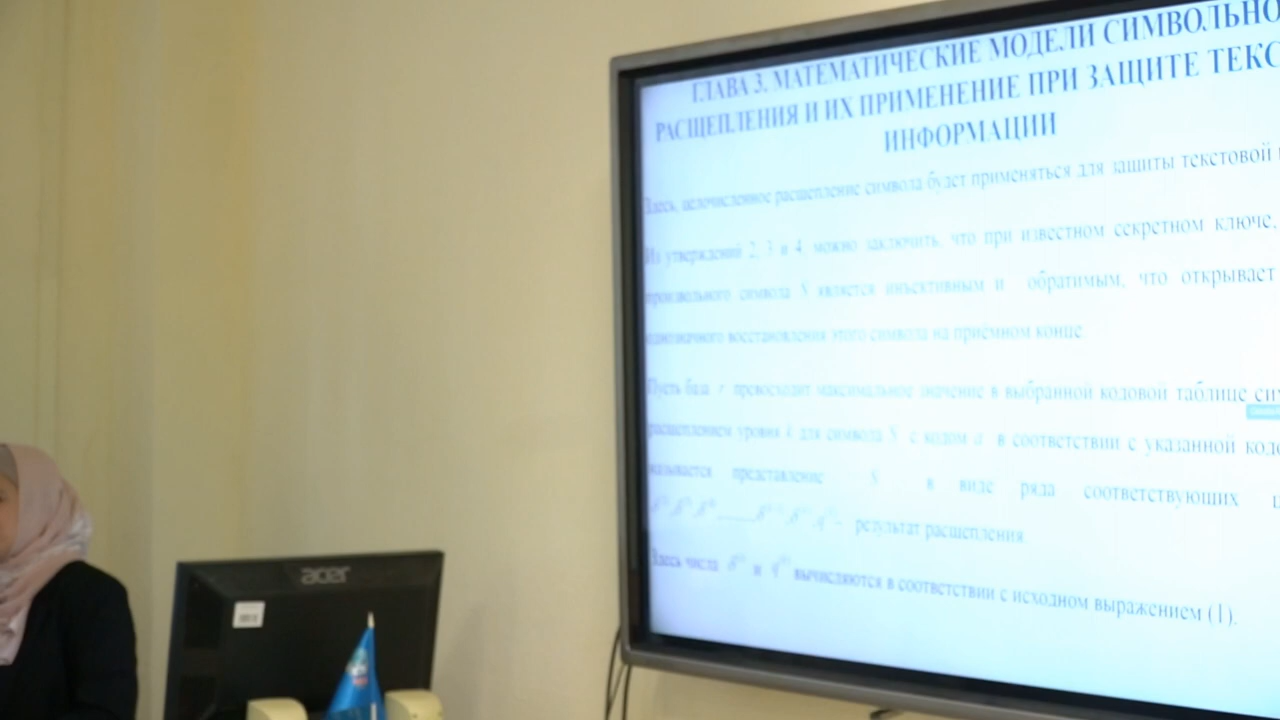 ГЛАВА 3. МАТЕМАТИЧЕСКИЕ МОДЕЛИ СИМВОЛЬНО
РАСЩЕПЛЕНИЯ И ИХ ПРИМЕНЕНИЕ ПРИ ЗАЩИТЕ ТЕКС
ИНФОРМАЦИИ
Здесь, целочисленное расщепление символа будет применяться для защиты текстовой
Из утверждений 2, 3 и 4, можно заключить, что при известном секретном ключе,
произвольного символа S является инъективным и обратимым, что открывает
однозначного восстановления этого символа на приёмном конце.
Пусть база r превосходит максимальное значение в выбранной кодовой таблице
расщеплением уровня k для символа S с кодом a в соответствии с указанной
называется представление S в виде ряда соответствующих
- результат расщепления.
Здесь числа и вычисляются в соответствии с исходном выражением (1).
acer